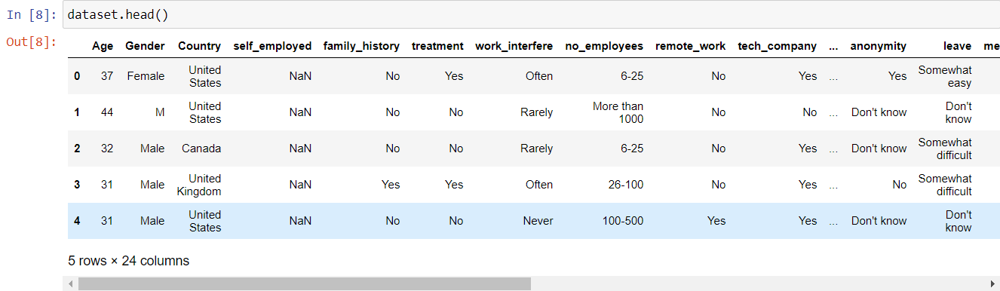 In [8]: dataset.head()
Out[8]:
Age Gender Country self_employed family_history treatment work_interfere no_employees remote_work tech_company ... anonymity leave me
0 37 Female United States NaN No Yes Often 6-25 No Yes ... Yes Somewhat easy
1 44 M United States NaN No No Rarely More than 1000 No No ... Don't know Don't know
2 32 Male Canada NaN No No Rarely 6-25 No Yes ... Don't know Somewhat difficult
3 31 Male United Kingdom NaN Yes Yes Often 26-100 No Yes ... No Somewhat difficult
4 31 Male United States NaN No No Never 100-500 Yes Yes ... Don't know Don't know
5 rows × 24 columns